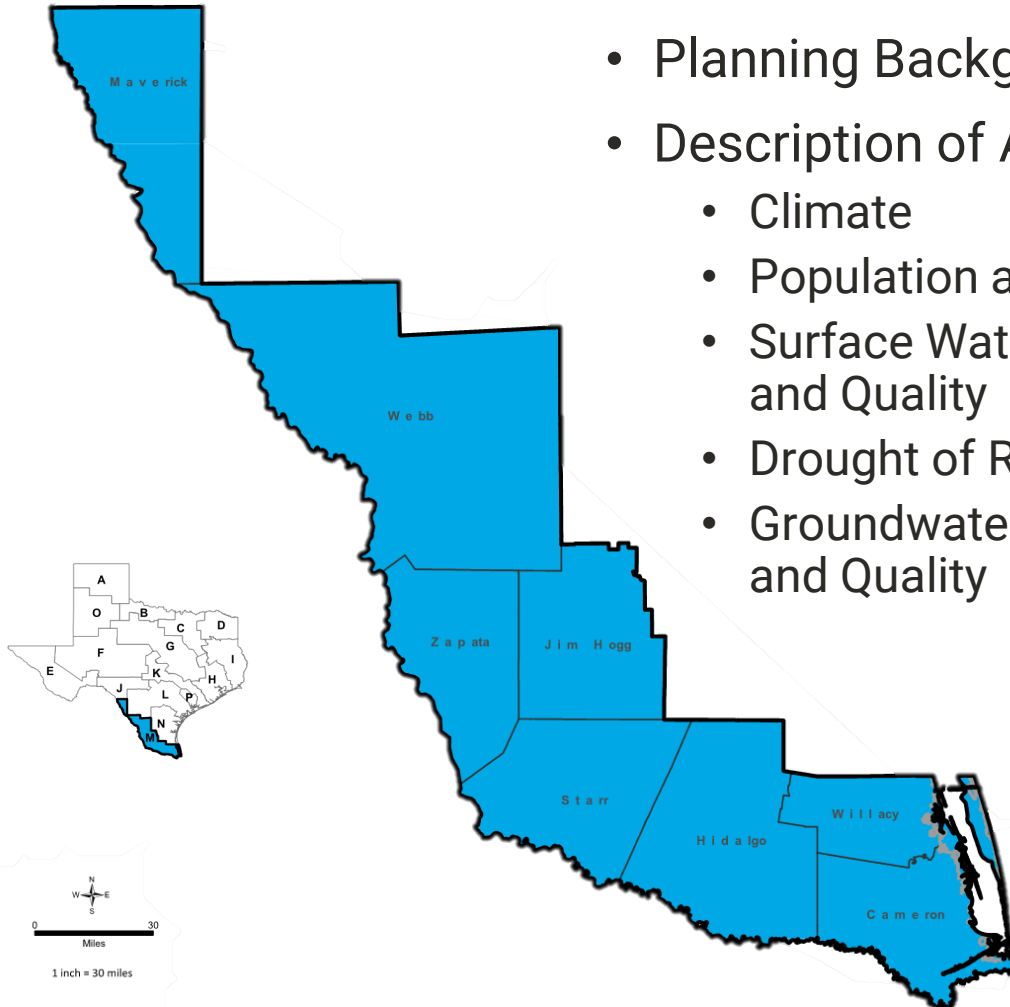 • Planning Backg
• Description of A
• Climate
• Population a
• Surface Wat
and Quality
• Drought of R
• Groundwate
and Quality
Maverick
Webb
Zapata
Jim Hogg
Starr
Hidalgo
Willacy
Cameron
A
O
B
C
D
F
G
E
I
K
H
J
L
P
N
M
N
W E
S
0 30
Miles
1 inch = 30 miles